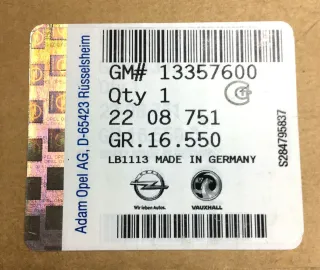 Adam Opel AG, D-65423 Rüsselsheim
GM# 13357600
Qty 1
22 08 751
GR.16.550
LB1113 MADE IN GERMANY
Wir leben Autos.
VAUXHALL
S284795837